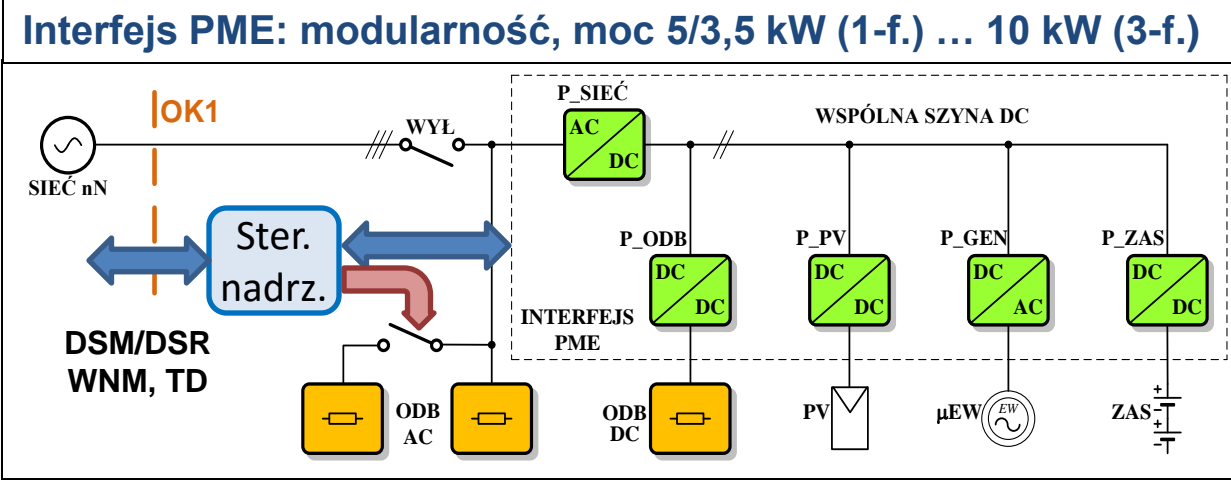 Interfejs PME: modularność, moc 5/3,5 kW (1-f.) … 10 kW (3-f.)
OK1
P_SIEĆ
WSPÓLNA SZYNA DC
WYŁ
AC
DC
SIEĆ nN
Ster.
nadrz.
P_ODB
P_PV
P_GEN
P_ZAS
DC
DC
DC
DC
DC
AC
DC
DC
INTERFEJS
PME
DSM/DSR
WNM, TD
ODB
AC
ODB
DC
PV
μEW
EW
ZAS
+
-
+
-